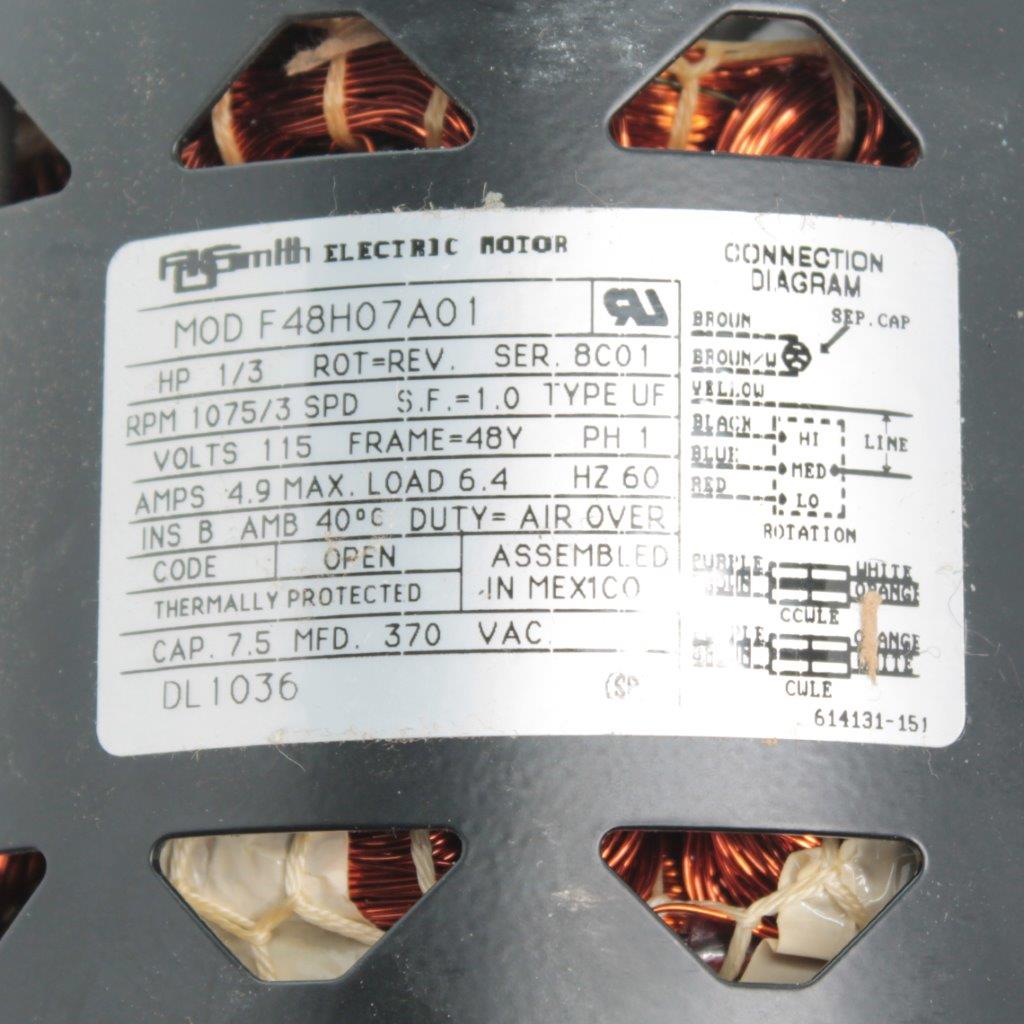 AOSmith ELECTRIC MOTOR
MOD F48H07A01
HP 1/3 ROT=REV. SER. 8C01
RPM 1075/3 SPD S.F.=1.0 TYPE UF
VOLTS 115 FRAME=48Y PH 1
AMPS 4.9 MAX. LOAD 6.4 HZ 60
INS B AMB 40°C DUTY= AIR OVER
CODE OPEN
THERMALLY PROTECTED
ASSEMBLED
IN MEXICO
CAP. 7.5 MFD. 370 VAC
DL1036
(SP
CONNECTION
DIAGRAM
BROWN SEP. CAP
BROWN/W
YELLOW
BLACK HI LINE
BLUE MED
RED LO
ROTATION
PURPLE WHITE
ORANGE
CCWLE
ORANGE
WHITE
CWLE
614131-151